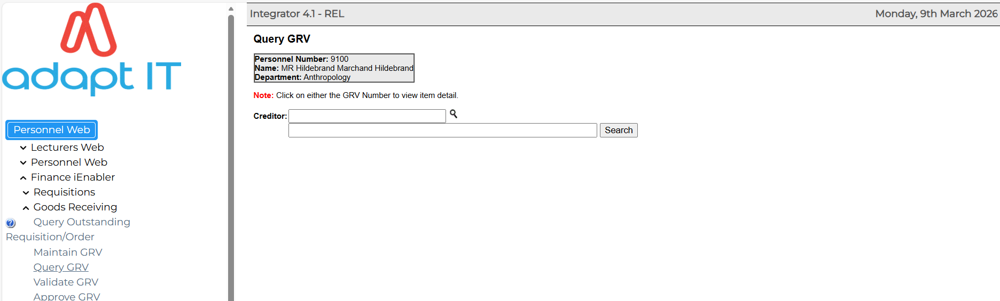 adapt IT
Personnel Web
Lecturers Web
Personnel Web
Finance iEnabler
Requisitions
Goods Receiving
Query Outstanding
Requisition/Order
Maintain GRV
Query GRV
Validate GRV
Approve GRV
Integrator 4.1 - REL
Monday, 9th March 2026
Query GRV
Personnel Number: 9100
Name: MR Hildebrand Marchand Hildebrand
Department: Anthropology
Note: Click on either the GRV Number to view item detail.
Creditor:
Search